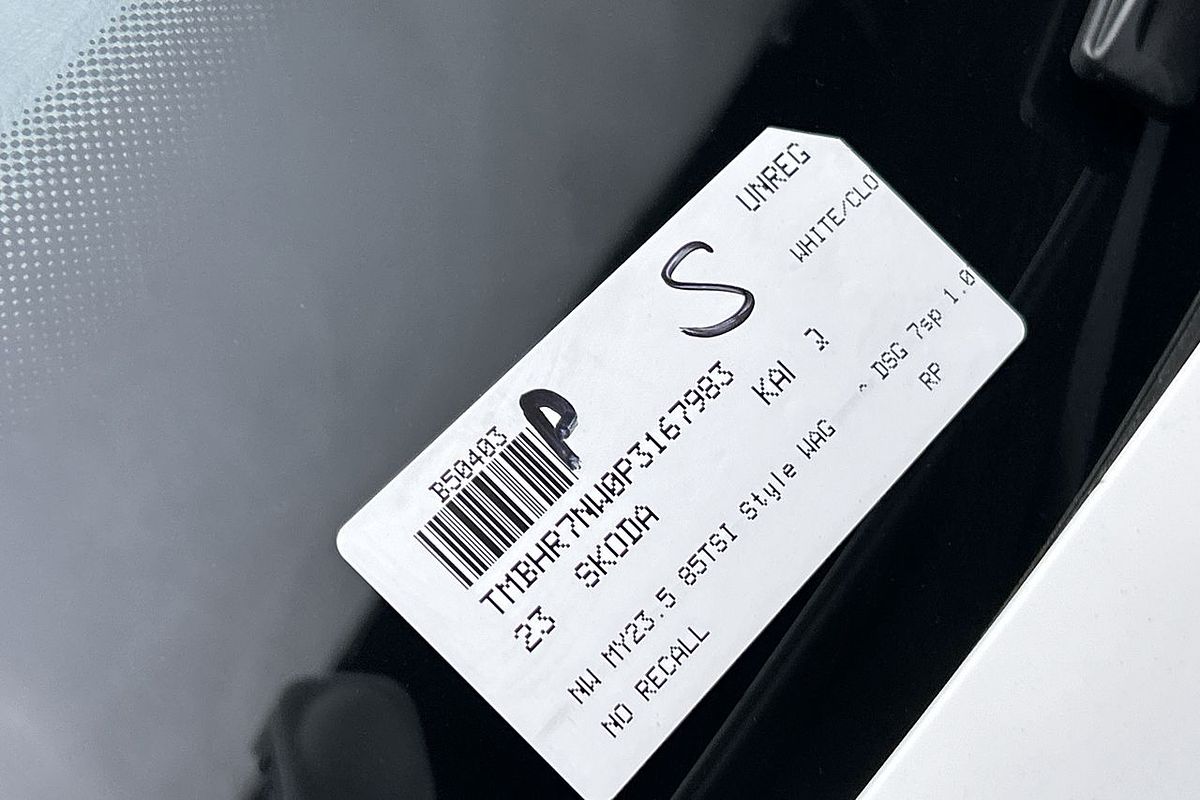 UNREG
B50403
P
S
WHITE/CLO
TMBHR7NW0P3167983
23 SKODA KAI
NW MY23.5 85TSI Style WAG DSG 7sp 1.0
NO RECALL RP